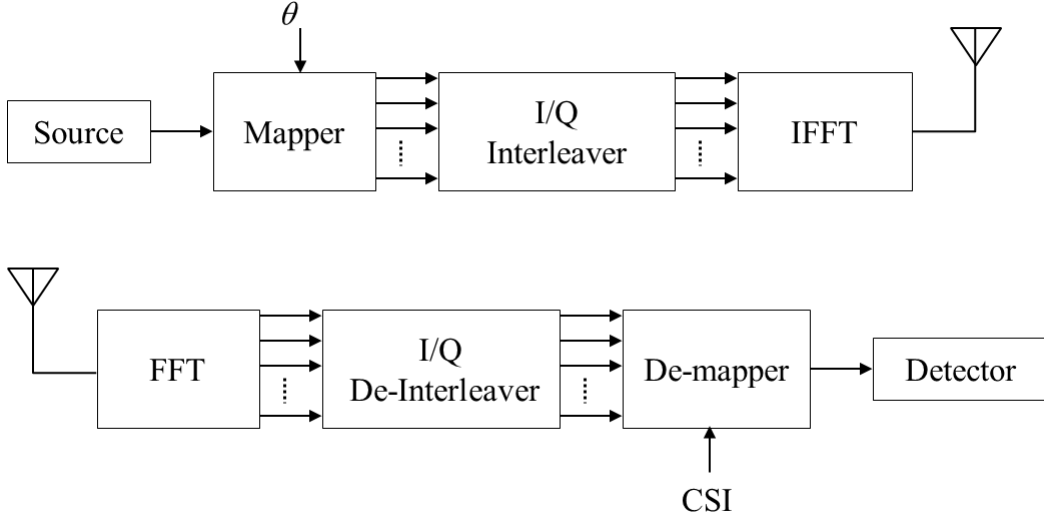 θ
Source
Mapper
I/Q
Interleaver
IFFT
FFT
I/Q
De-Interleaver
De-mapper
Detector
CSI